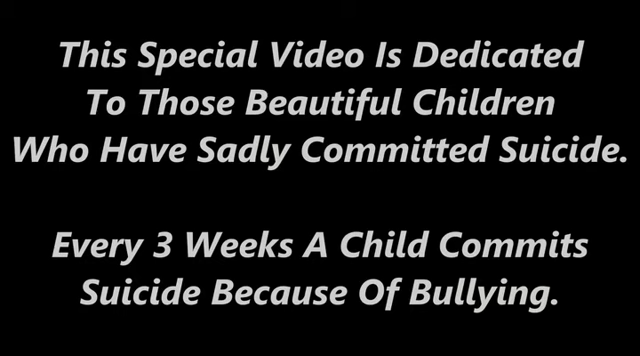 This Special Video Is Dedicated
To Those Beautiful Children
Who Have Sadly Committed Suicide.
Every 3 Weeks A Child Commits
Suicide Because Of Bullying.